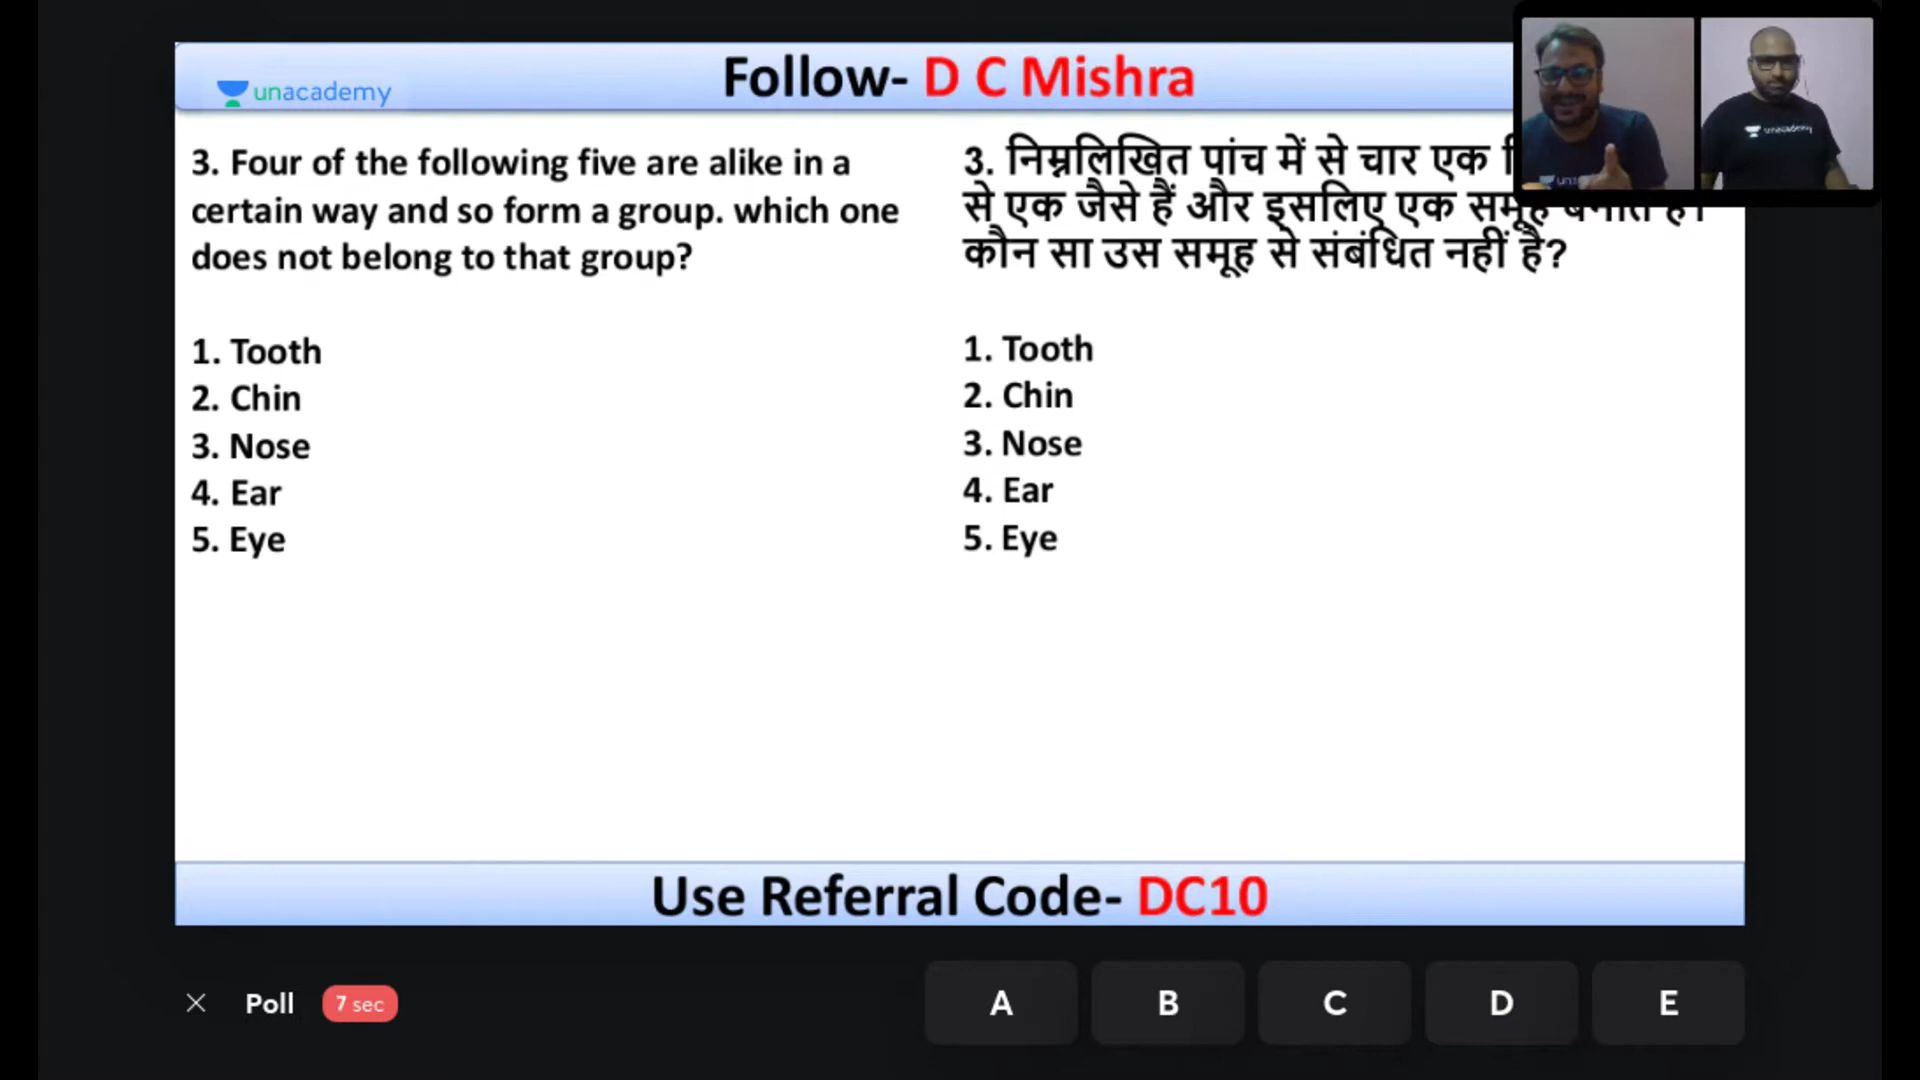 Follow- D C Mishra
unacademy
3. Four of the following five are alike in a
certain way and so form a group. which one
does not belong to that group?
1. Tooth
2. Chin
3. Nose
4. Ear
5. Eye
3. निम्नलिखित पांच में से चार एक
से एक जैसे हैं और इसलिए एक समूह बनाते हैं।
कौन सा उस समूह से संबंधित नहीं है?
1. Tooth
2. Chin
3. Nose
4. Ear
5. Eye
unacademy
Use Referral Code- DC10
Poll 7 sec
A B C D E